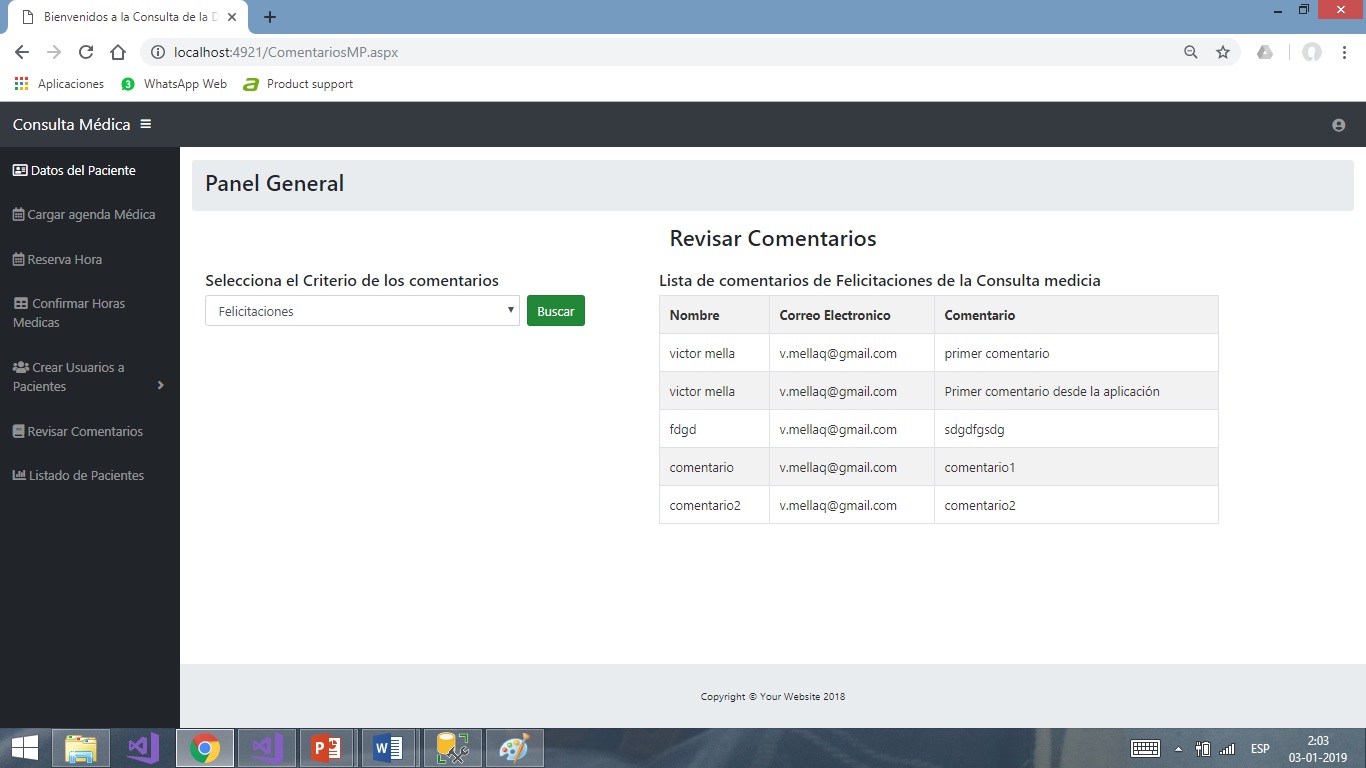 Bienvenidos a la Consulta de la D
localhost:4921/ComentariosMP.aspx
Aplicaciones
3
WhatsApp Web
Product support
Consulta Médica
Datos del Paciente
Cargar agenda Médica
Reserva Hora
Confirmar Horas
Medicas
Crear Usuarios a
Pacientes
Revisar Comentarios
Listado de Pacientes
Panel General
Revisar Comentarios
Selecciona el Criterio de los comentarios
Felicitaciones
Buscar
Lista de comentarios de Felicitaciones de la Consulta medicia
Nombre Correo Electronico Comentario
victor mella v.mellaq@gmail.com primer comentario
victor mella v.mellaq@gmail.com Primer comentario desde la aplicación
fdgd v.mellaq@gmail.com sdgdfgsdg
comentario v.mellaq@gmail.com comentario1
comentario2 v.mellaq@gmail.com comentario2
Copyright © Your Website 2018
ESP
2:03
03-01-2019